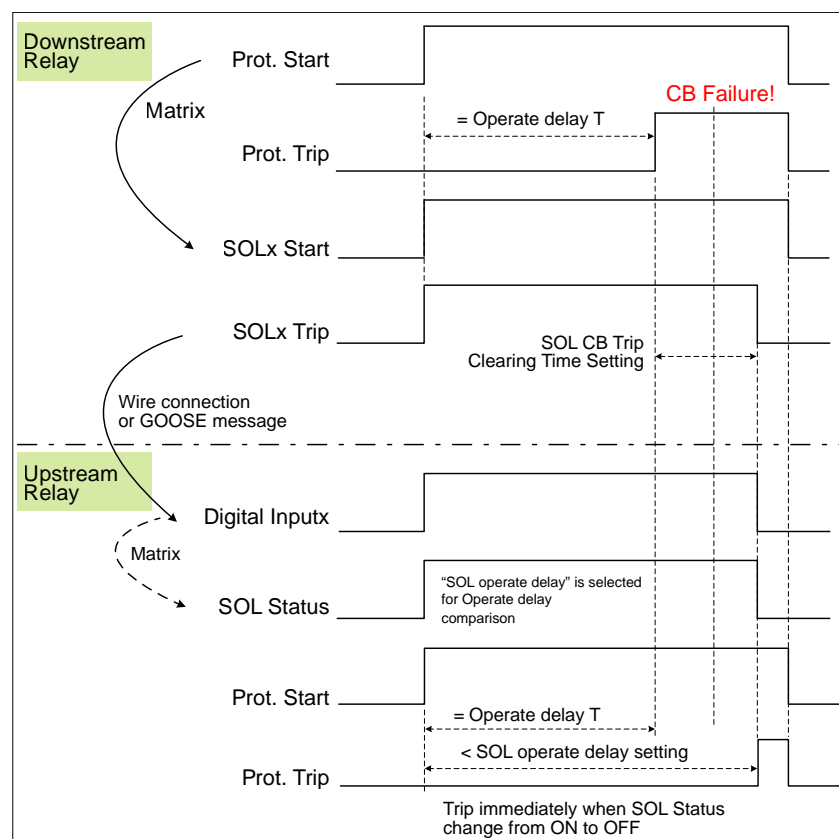 Downstream
Relay
Prot. Start
CB Failure!
Matrix
= Operate delay T
Prot. Trip
SOLx Start
SOLx Trip
SOL CB Trip
Clearing Time Setting
Wire connection
or GOOSE message
Upstream
Relay
Digital Inputx
Matrix
“SOL operate delay” is selected
for Operate delay
comparison
SOL Status
Prot. Start
= Operate delay T
< SOL operate delay setting
Prot. Trip
Trip immediately when SOL Status
change from ON to OFF